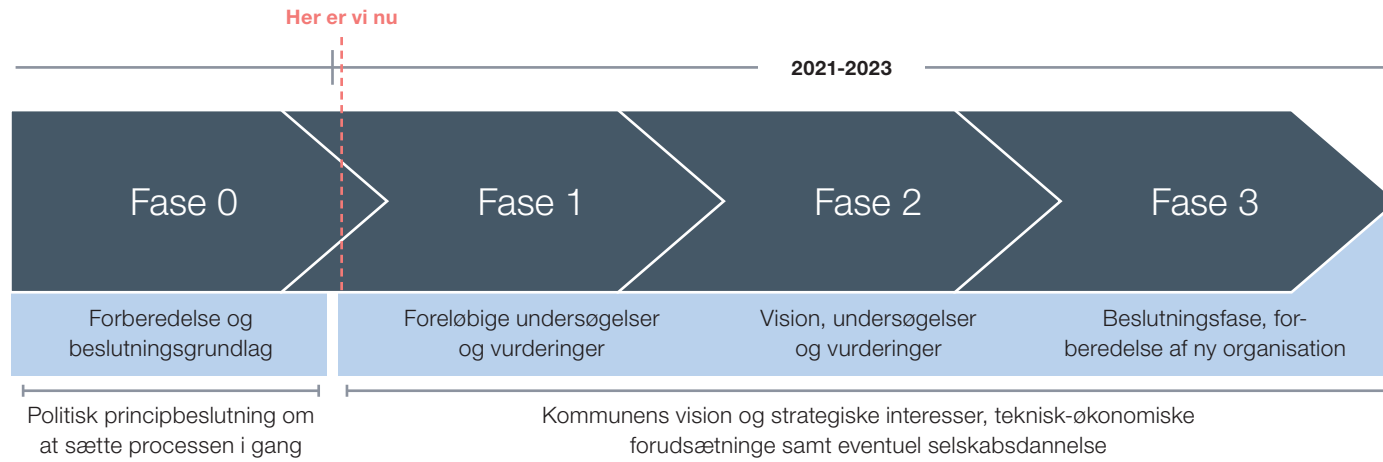 Her er vi nu
2021-2023
Fase 0
Fase 1
Fase 2
Fase 3
Forberedelse og
beslutningsgrundlag
Foreløbige undersøgelser
og vurderinger
Vision, undersøgelser
og vurderinger
Beslutningsfase, for-
beredelse af ny organisation
Politisk principbeslutning om
at sætte processen i gang
Kommunens vision og strategiske interesser, teknisk-økonomiske
forudsætninge samt eventuel selskabsdannelse